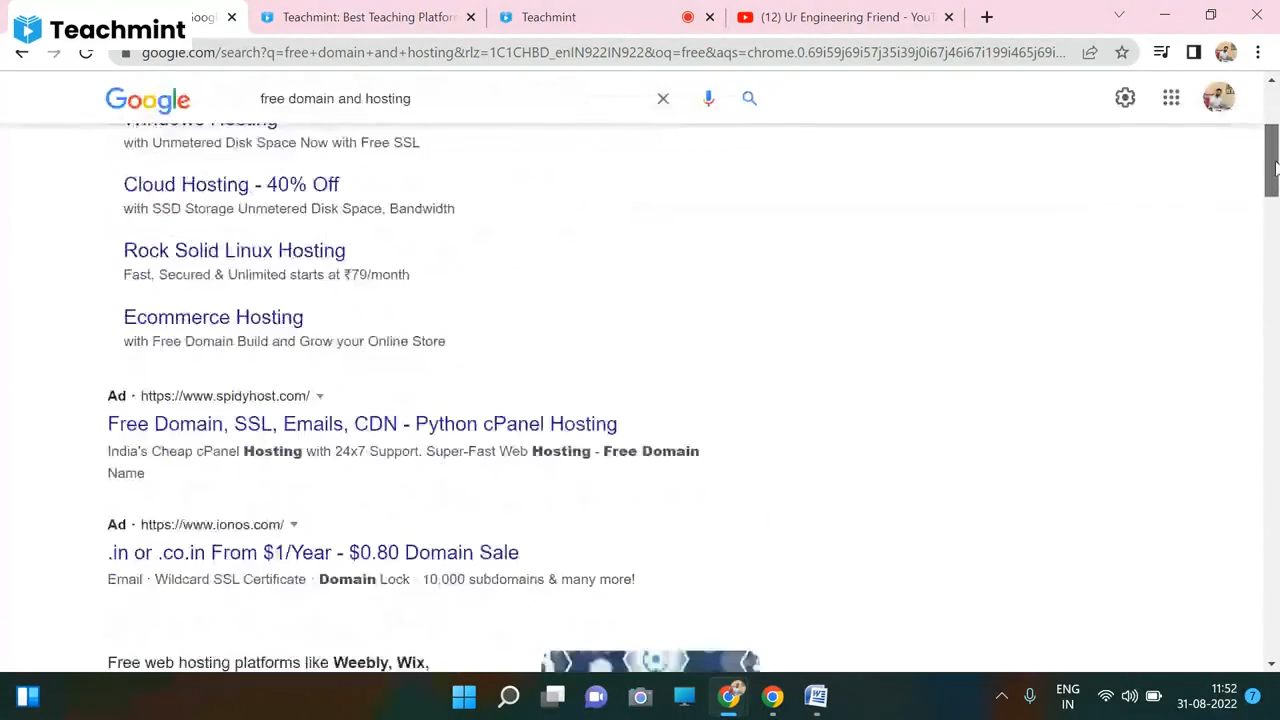 Teachmint
Teachmint: Best Teaching Platform
Teachmint
(12) Ur Engineering Friend - YouT
google.com/search?q=free+domain+and+hosting&rlz=1C1CHBD_enIN922IN922&oq=free&aqs=chrome.0.69i59j69i57j35i39j0i67j46i67i199i465j69i...
Google
free domain and hosting
Windows Hosting
with Unmetered Disk Space Now with Free SSL
Cloud Hosting - 40% Off
with SSD Storage Unmetered Disk Space, Bandwidth
Rock Solid Linux Hosting
Fast, Secured & Unlimited starts at ₹79/month
Ecommerce Hosting
with Free Domain Build and Grow your Online Store
Ad · https://www.spidyhost.com/
Free Domain, SSL, Emails, CDN - Python cPanel Hosting
India's Cheap cPanel Hosting with 24x7 Support. Super-Fast Web Hosting - Free Domain
Name
Ad · https://www.ionos.com/
.in or .co.in From $1/Year - $0.80 Domain Sale
Email · Wildcard SSL Certificate · Domain Lock · 10,000 subdomains & many more!
Free web hosting platforms like Weebly, Wix,
ENG
IN
11:52
31-08-2022
7